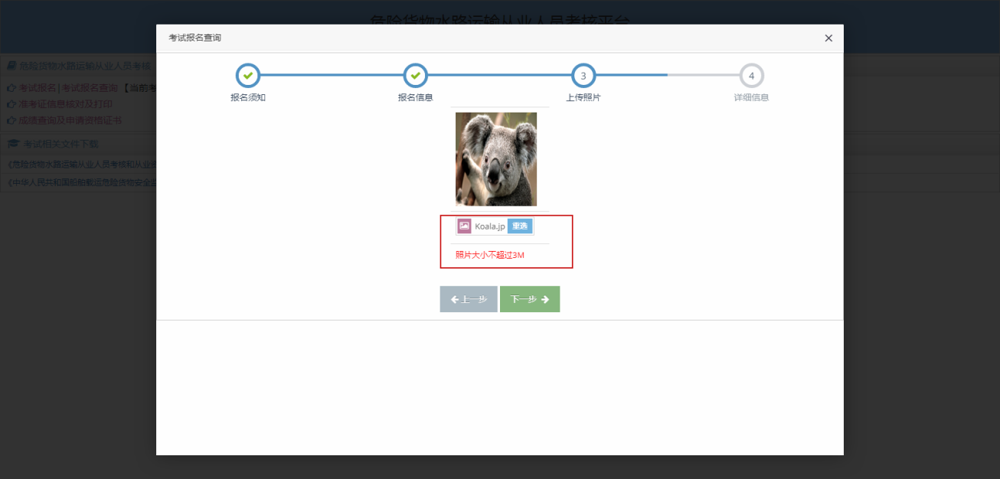 危险货物水路运输从业人员考核平台
考试报名查询
危险货物水路运输从业人员考核
考试报名|考试报名查询【当前考
准考证信息核对及打印
成绩查询及申请资格证书
考试相关文件下载
《危险货物水路运输从业人员考核和从业资
《中华人民共和国船舶载运危险货物安全监
3
4
报名须知
报名信息
上传照片
详细信息
Koala.jp 重选
照片大小不超过3M
上一步
下一步